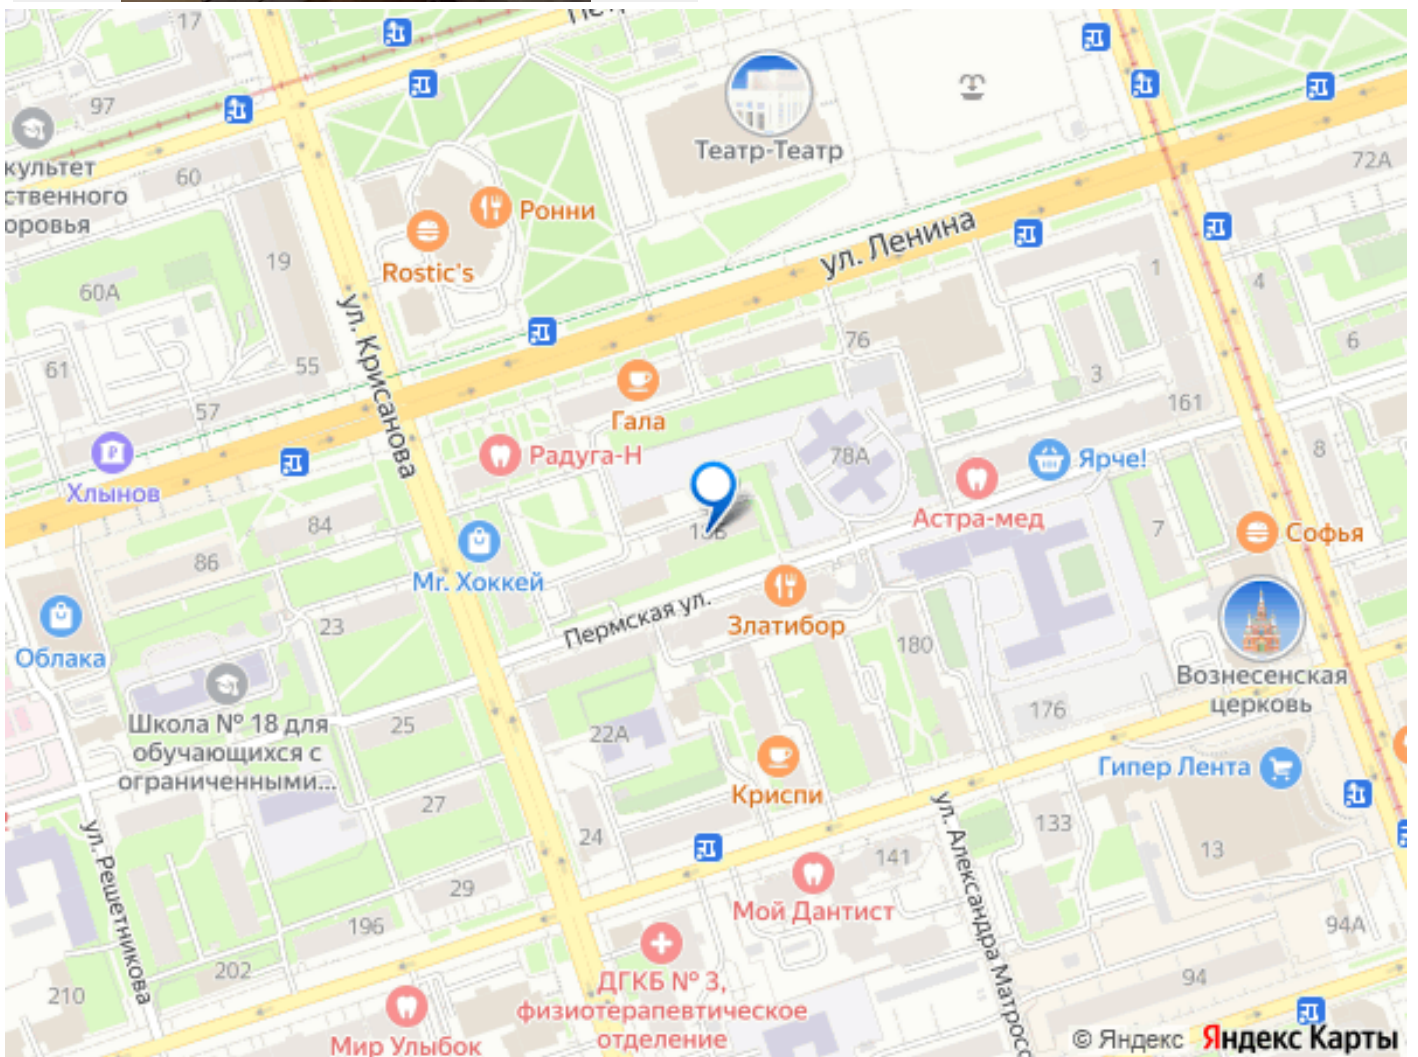 17
97
культет
ственного
оровья
60
Театр-Театр
72А
Ронни
Rostic's
ул. Ленина
19
60А
ул. Крисанова
1
4
6
76
55
61
57
3
161
Гала
Радуга-Н
78А
Ярче!
8
Хлынов
Астра-мед
84
7
Софья
86
Mr. Хоккей
Пермская ул.
23
Златибор
180
Облака
Вознесенская
церковь
Школа № 18 для
обучающихся с
ограниченными...
25
22А
176
Гипер Лента
Криспи
27
24
133
13
ул. Решетникова
141
29
Мой Дантист
ул. Александра Матросо
196
94А
202
210
ДГКБ № 3,
физиотерапевтическое
отделение
94
Мир Улыбок
© Яндекс Яндекс Карты